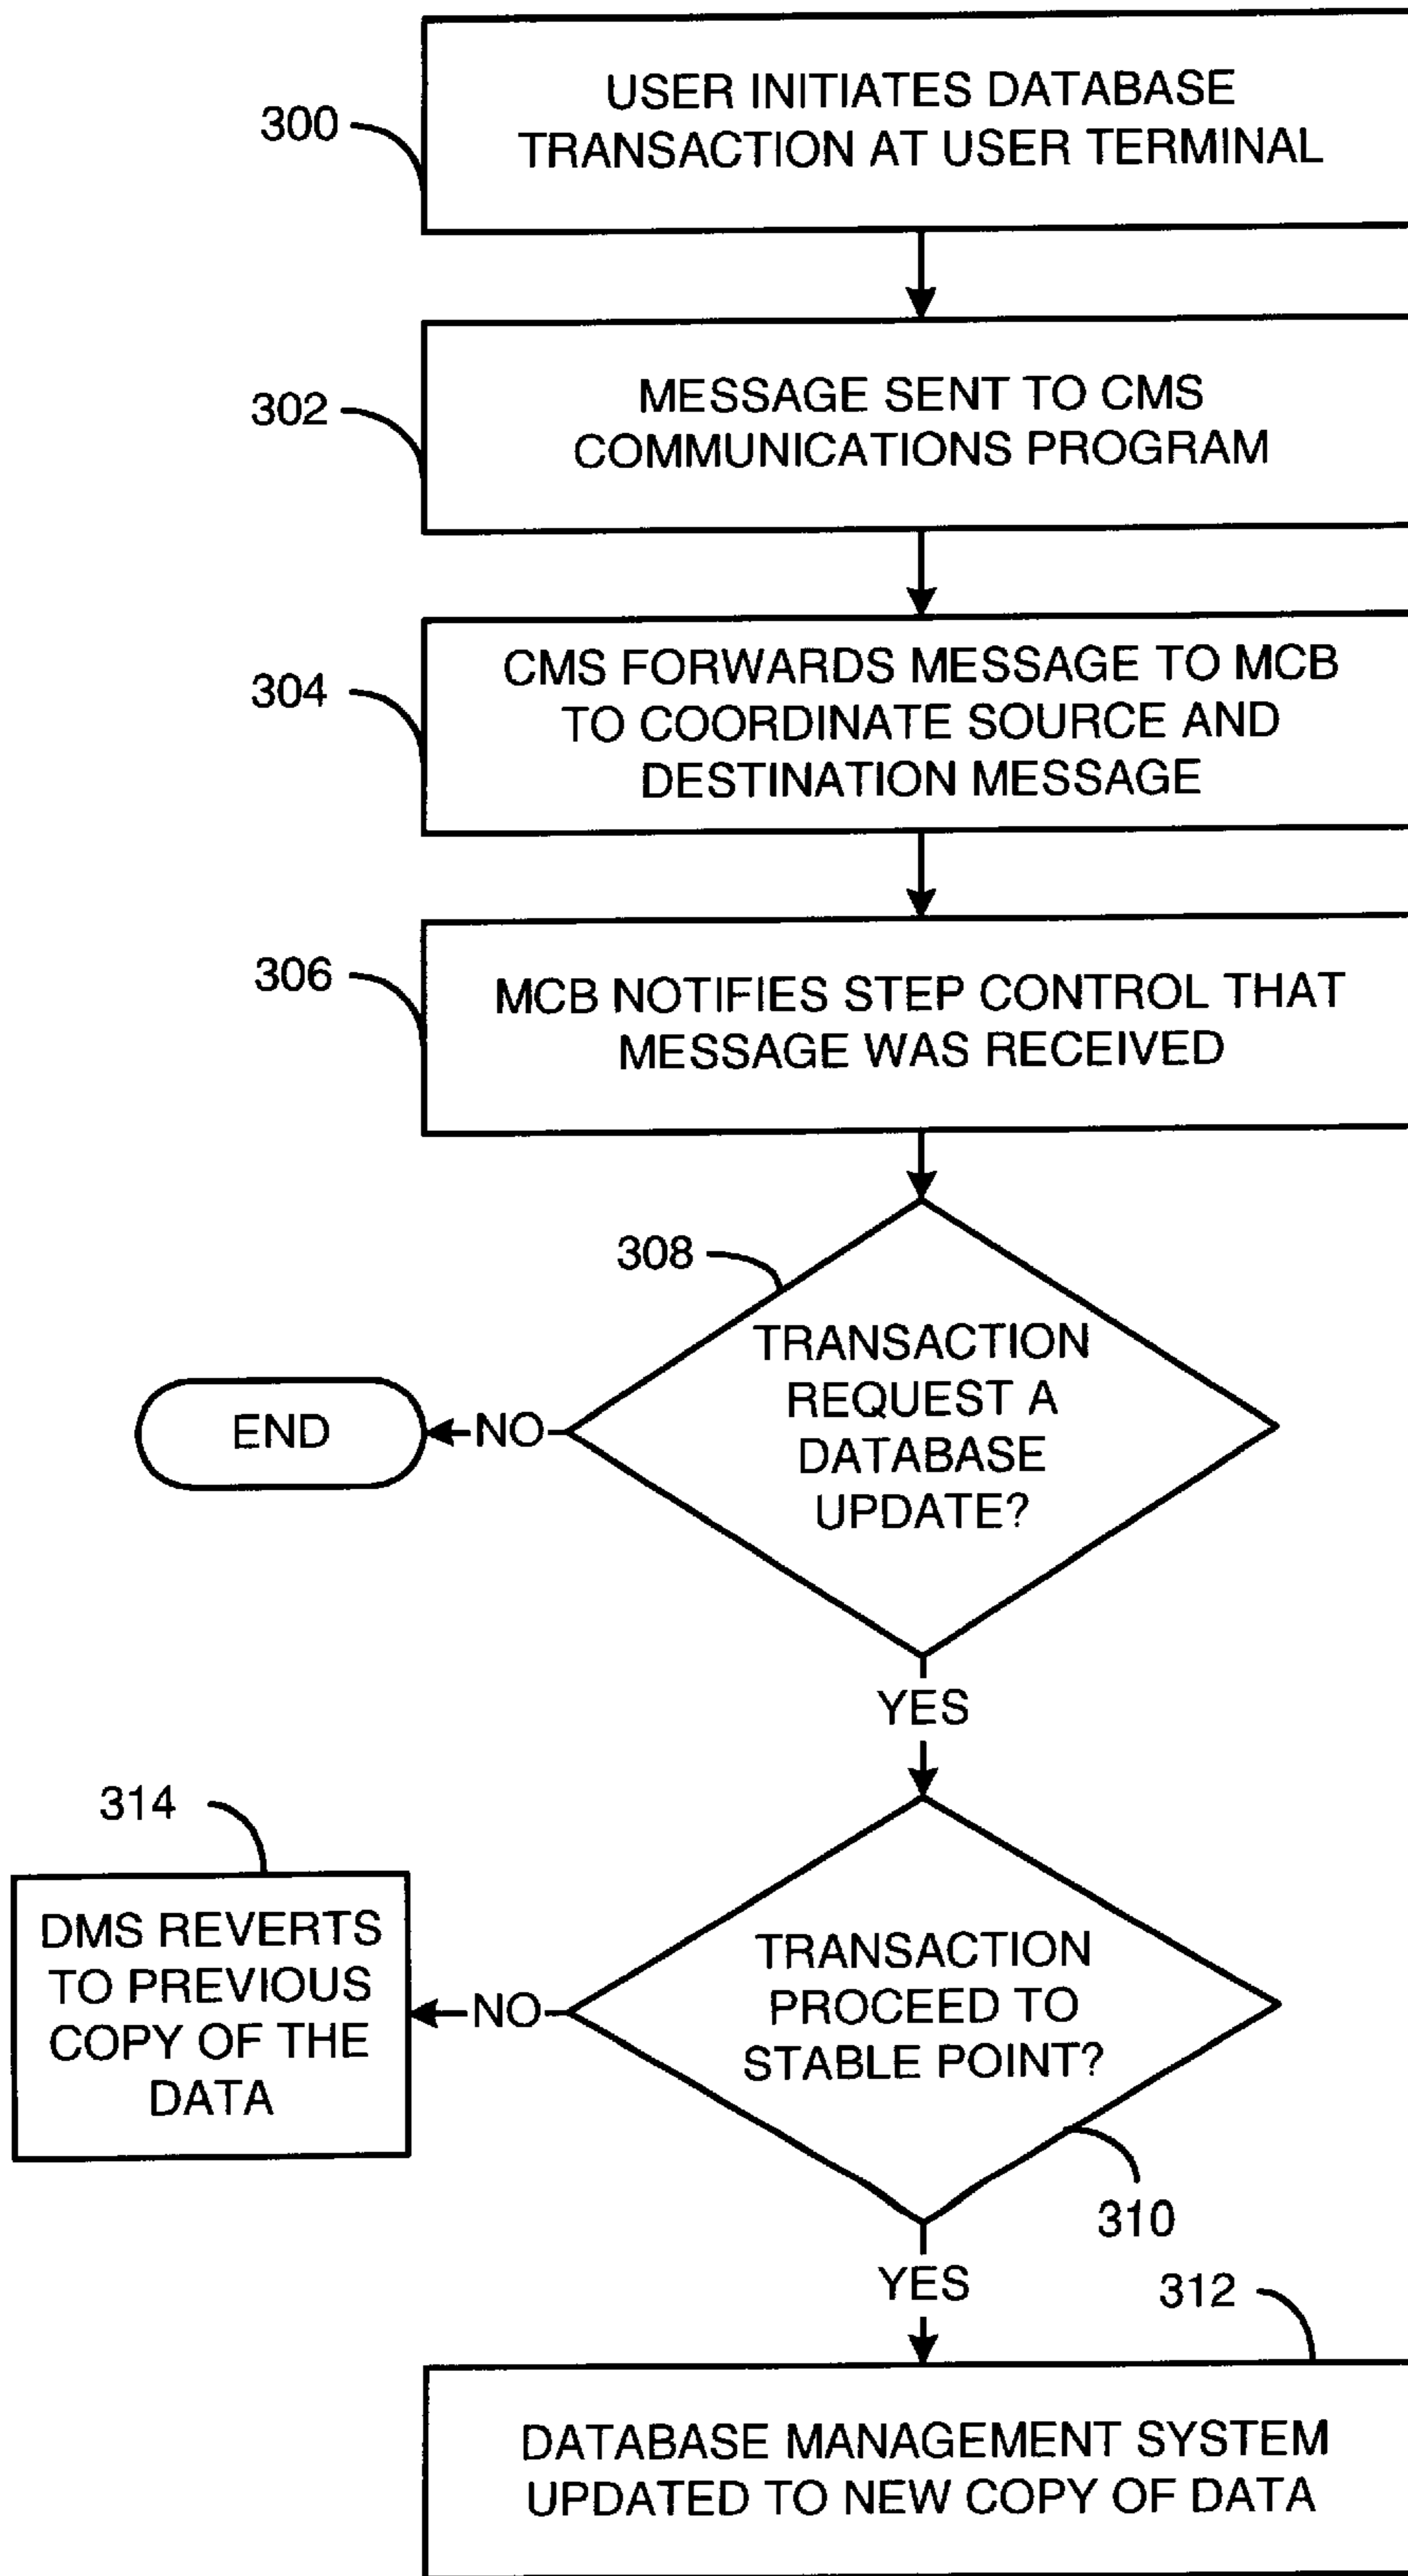 300
USER INITIATES DATABASE
TRANSACTION AT USER TERMINAL
302
MESSAGE SENT TO CMS
COMMUNICATIONS PROGRAM
304
CMS FORWARDS MESSAGE TO MCB
TO COORDINATE SOURCE AND
DESTINATION MESSAGE
306
MCB NOTIFIES STEP CONTROL THAT
MESSAGE WAS RECEIVED
308
TRANSACTION
REQUEST A
DATABASE
UPDATE?
NO
END
YES
314
DMS REVERTS
TO PREVIOUS
COPY OF THE
DATA
NO
TRANSACTION
PROCEED TO
STABLE POINT?
310
YES
312
DATABASE MANAGEMENT SYSTEM
UPDATED TO NEW COPY OF DATA